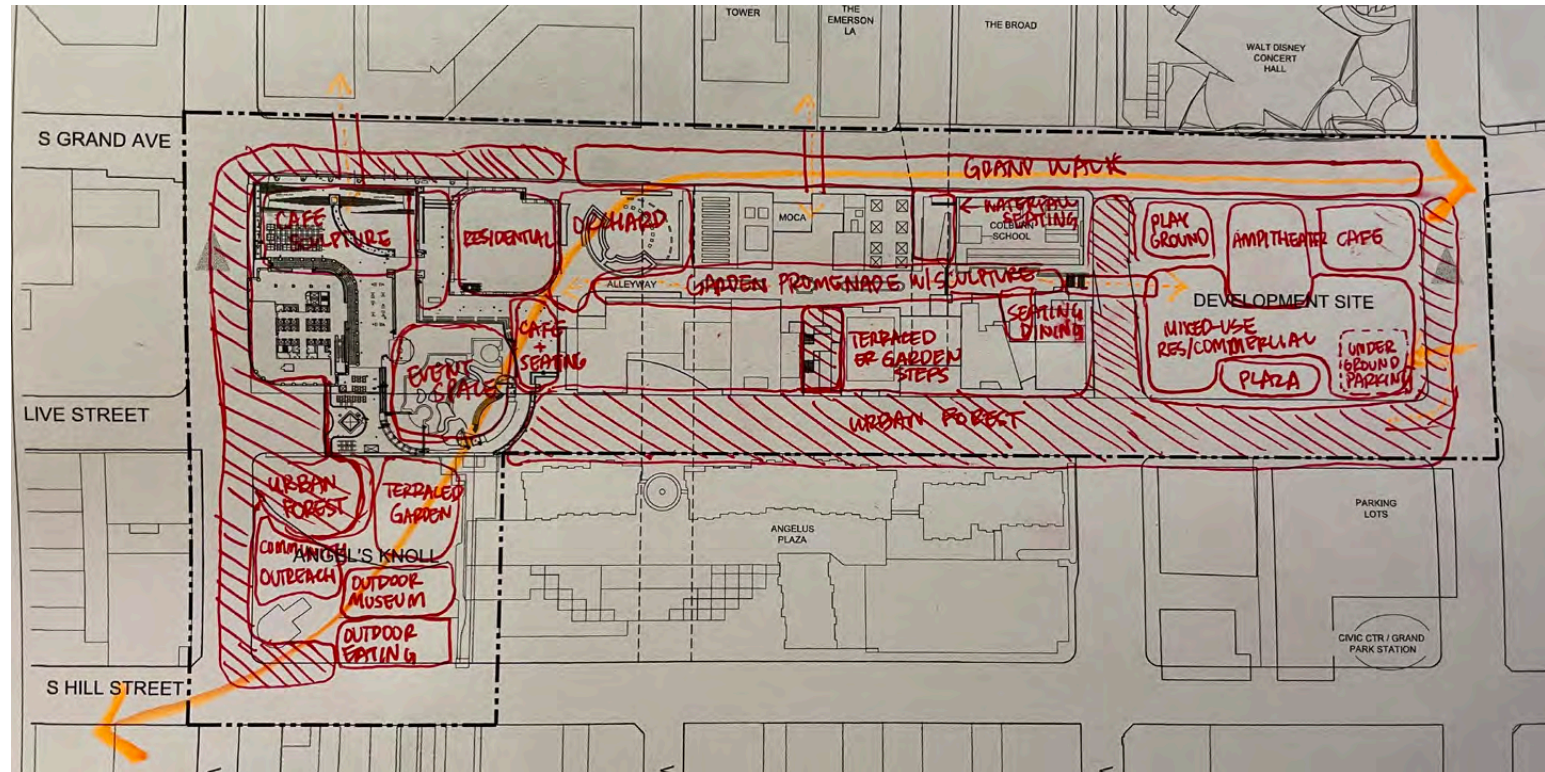 TOWER
THE
EMERSON
LA
THE BROAD
WALT DISNEY
CONCERT
HALL
S GRAND AVE
GRAND WALK
CAFE
SCULPTURE
RESIDENTIAL
ORCHARD
MOCA
← WATERFALL
SEATING
COLBURN
SCHOOL
PLAY
GROUND
AMPITHEATER
CAFE
ALLEYWAY
GARDEN PROMENADE W/SCULPTURE
DEVELOPMENT SITE
CAFE
+
SEATING
SEATING
DINING
TERRACED
GARDEN
STEPS
MIXED-USE
RES/COMMERCIAL
UNDER
GROUND
PARKING
PLAZA
EVENT
SPACE
LIVE STREET
URBAN FOREST
URBAN
FOREST
TERRACED
GARDEN
ANGEL'S KNOLL
OUTREACH
OUTDOOR
MUSEUM
OUTDOOR
EATING
ANGELUS
PLAZA
PARKING
LOTS
CIVIC CTR / GRAND
PARK STATION
S HILL STREET